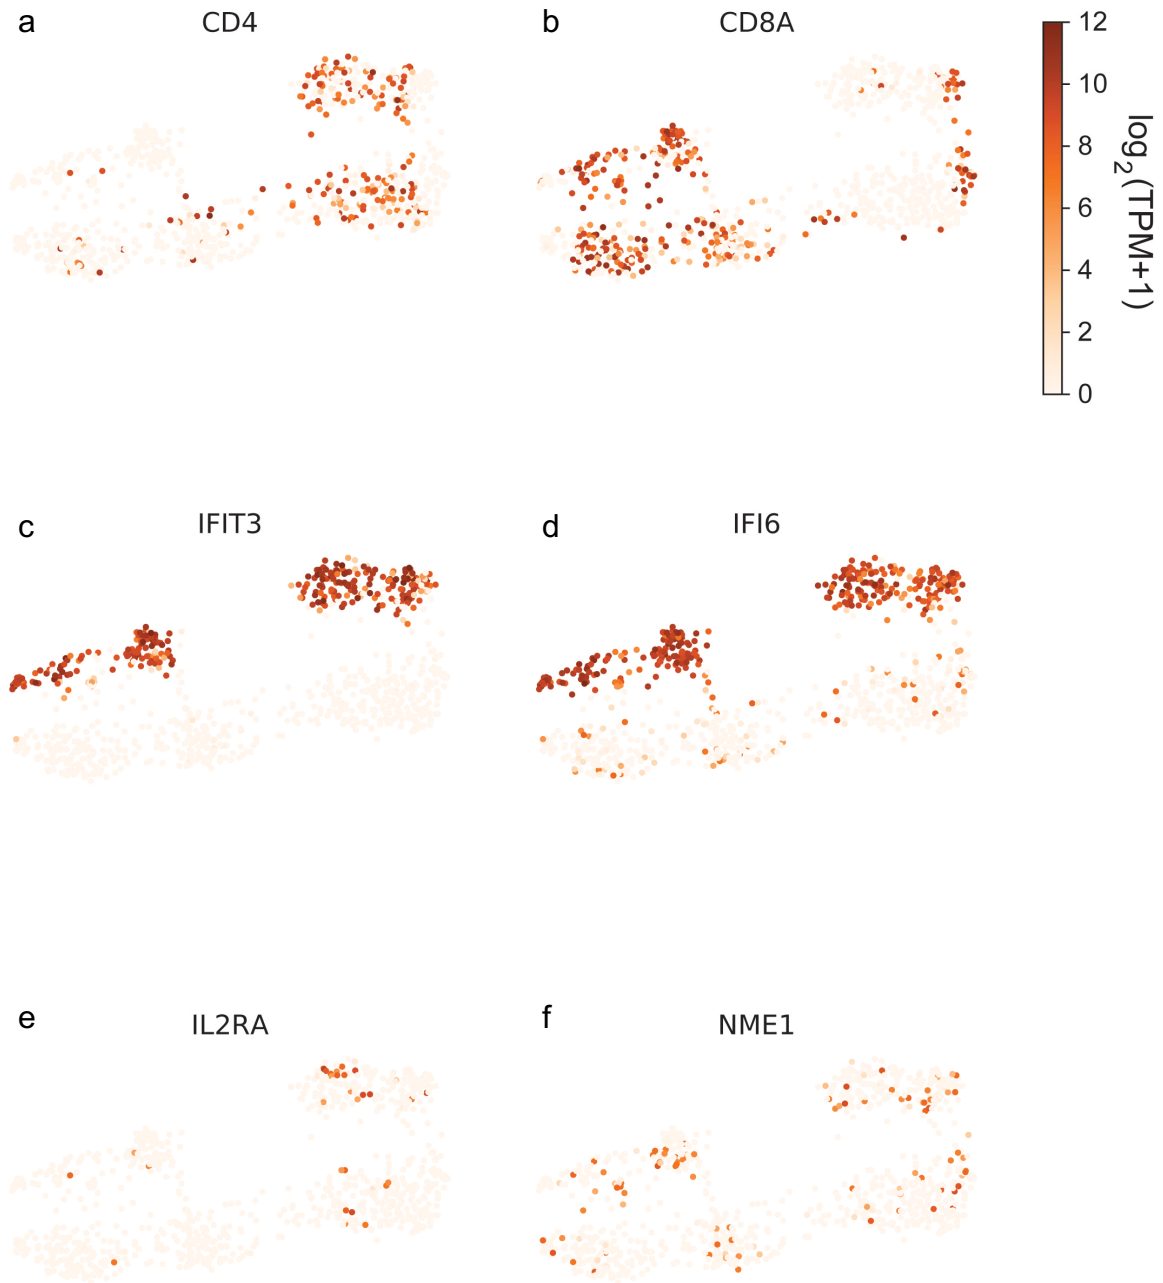 a CD4
b CD8A
12
10
8
6
4
2
0
log2(TPM+1)
c IFIT3
d IFI6
e IL2RA
f NME1